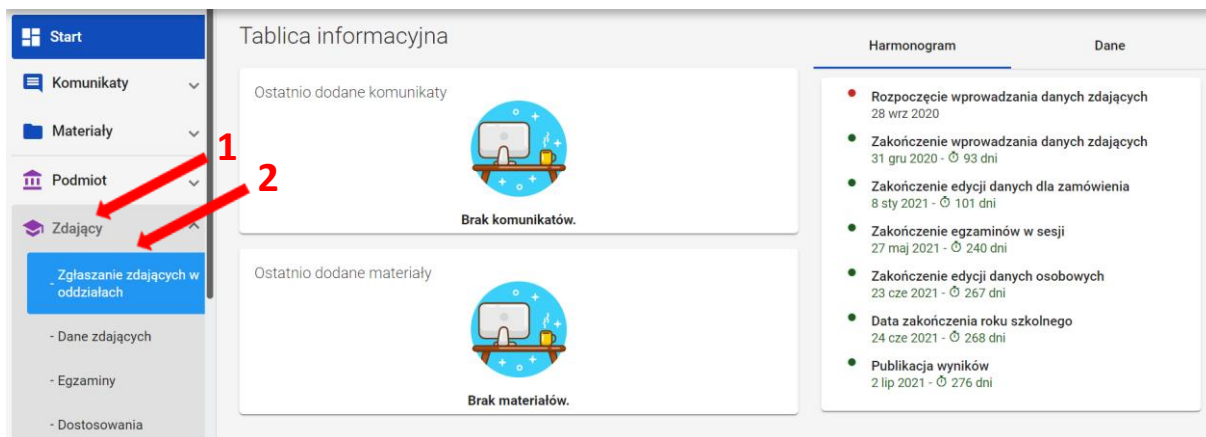 Start
Komunikaty
Materiały
Podmiot
Zdający
- Zgłaszanie zdających w
oddziałach
- Dane zdających
- Egzaminy
- Dostosowania
1
2
Tablica informacyjna
Ostatnio dodane komunikaty
Brak komunikatów.
Ostatnio dodane materiały
Brak materiałów.
Harmonogram
Dane
Rozpoczęcie wprowadzania danych zdających
28 wrz 2020
Zakończenie wprowadzania danych zdających
31 gru 2020 - ⏱ 93 dni
Zakończenie edycji danych dla zamówienia
8 sty 2021 - ⏱ 101 dni
Zakończenie egzaminów w sesji
27 maj 2021 - ⏱ 240 dni
Zakończenie edycji danych osobowych
23 cze 2021 - ⏱ 267 dni
Data zakończenia roku szkolnego
24 cze 2021 - ⏱ 268 dni
Publikacja wyników
2 lip 2021 - ⏱ 276 dni